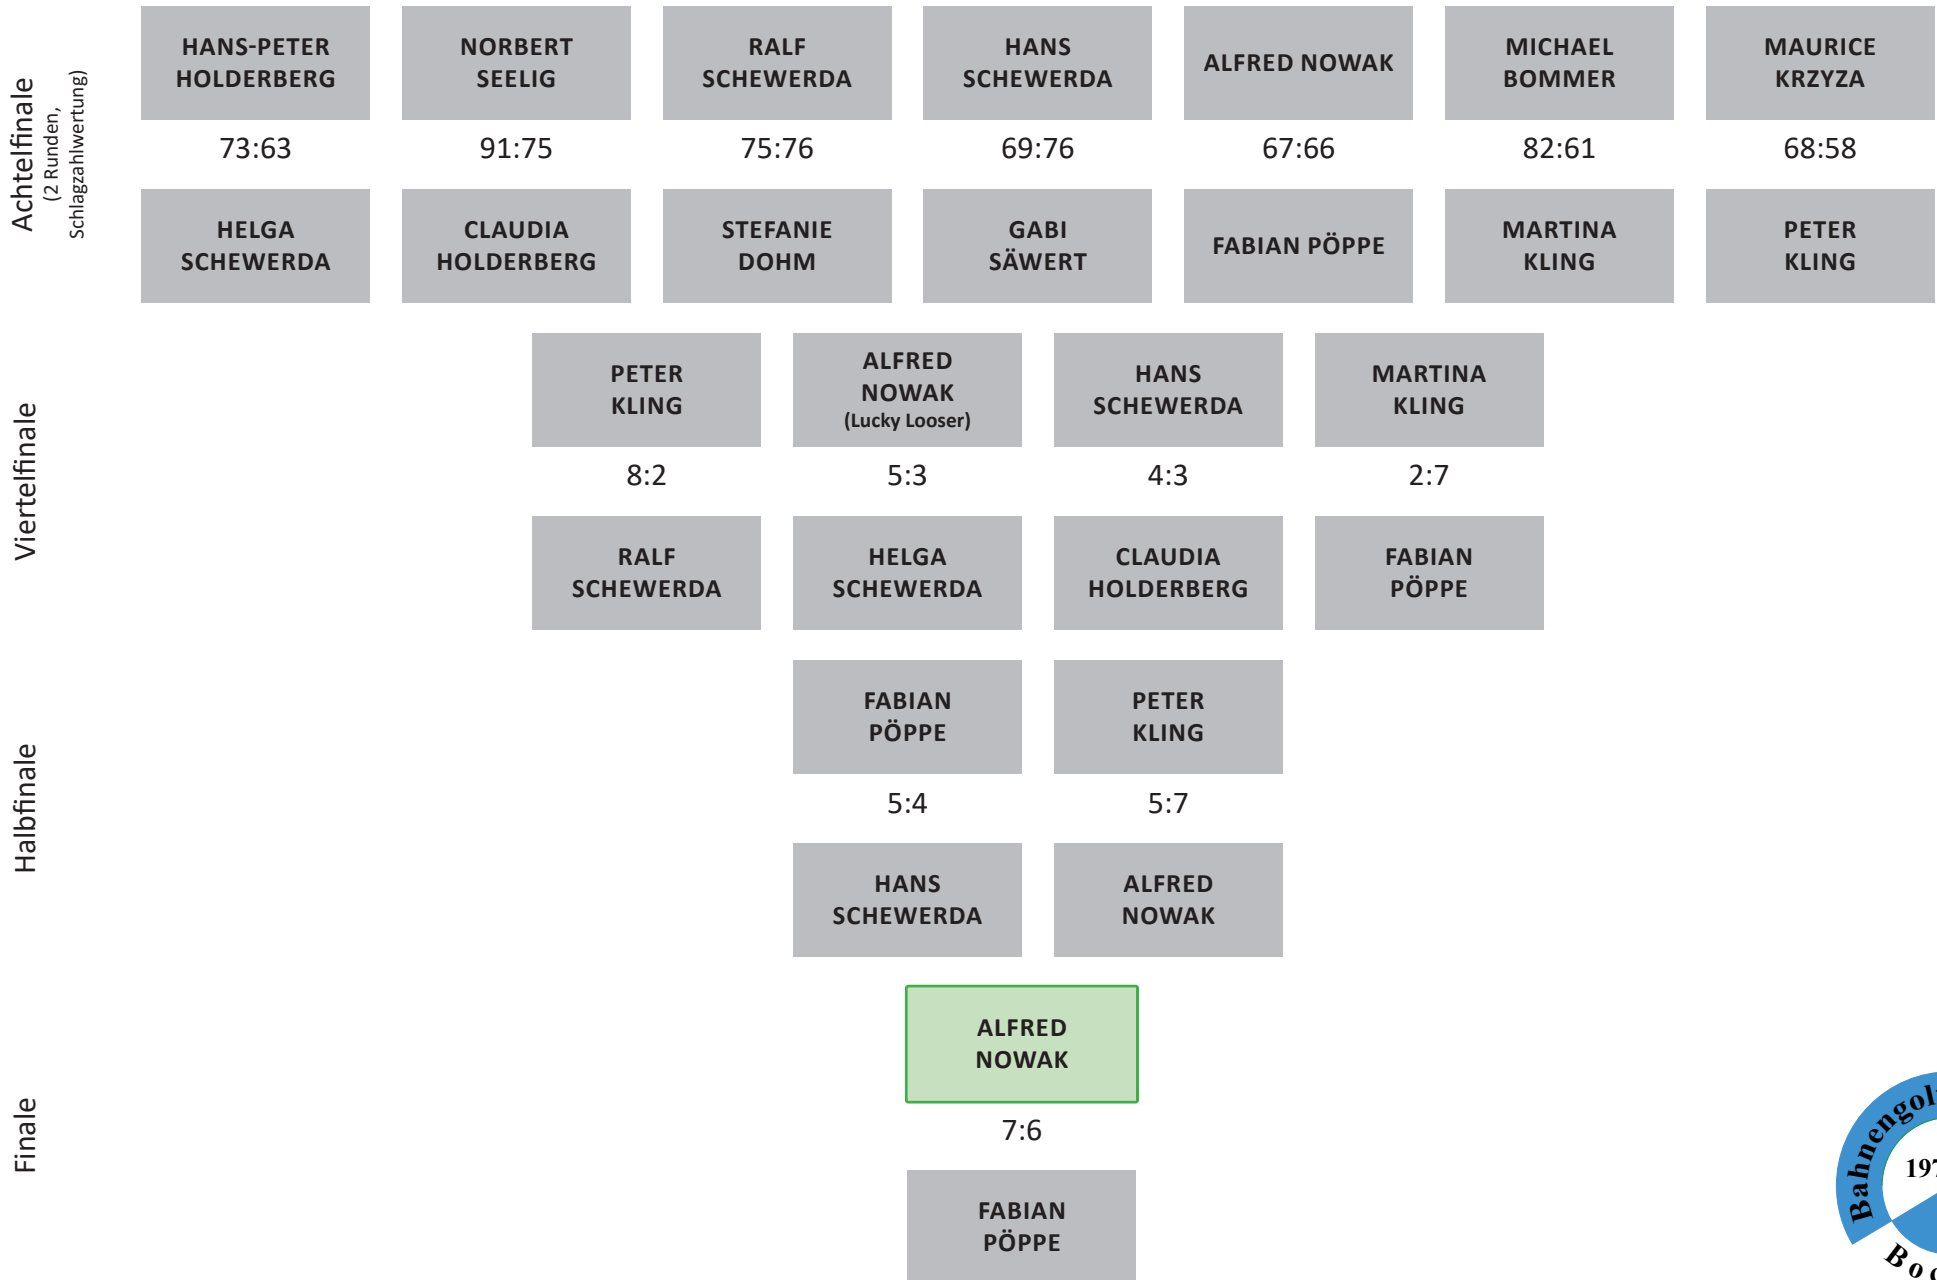 Achtelfinale
(2 Runden,
Schlagzahlwertung)
HANS-PETER
HOLDERBERG
73:63
HELGA
SCHEWERDA
NORBERT
SEELIG
91:75
CLAUDIA
HOLDERBERG
RALF
SCHEWERDA
75:76
STEFANIE
DOHM
HANS
SCHEWERDA
69:76
GABI
SÄWERT
ALFRED NOWAK
67:66
FABIAN PÖPPE
MICHAEL
BOMMER
82:61
MARTINA
KLING
MAURICE
KRZYZA
68:58
PETER
KLING
Viertelfinale
PETER
KLING
8:2
RALF
SCHEWERDA
ALFRED
NOWAK
(Lucky Looser)
5:3
HELGA
SCHEWERDA
HANS
SCHEWERDA
4:3
CLAUDIA
HOLDERBERG
MARTINA
KLING
2:7
FABIAN
PÖPPE
Halbfinale
FABIAN
PÖPPE
5:4
HANS
SCHEWERDA
PETER
KLING
5:7
ALFRED
NOWAK
Finale
ALFRED
NOWAK
7:6
FABIAN
PÖPPE
Bahnengol
197
Boc